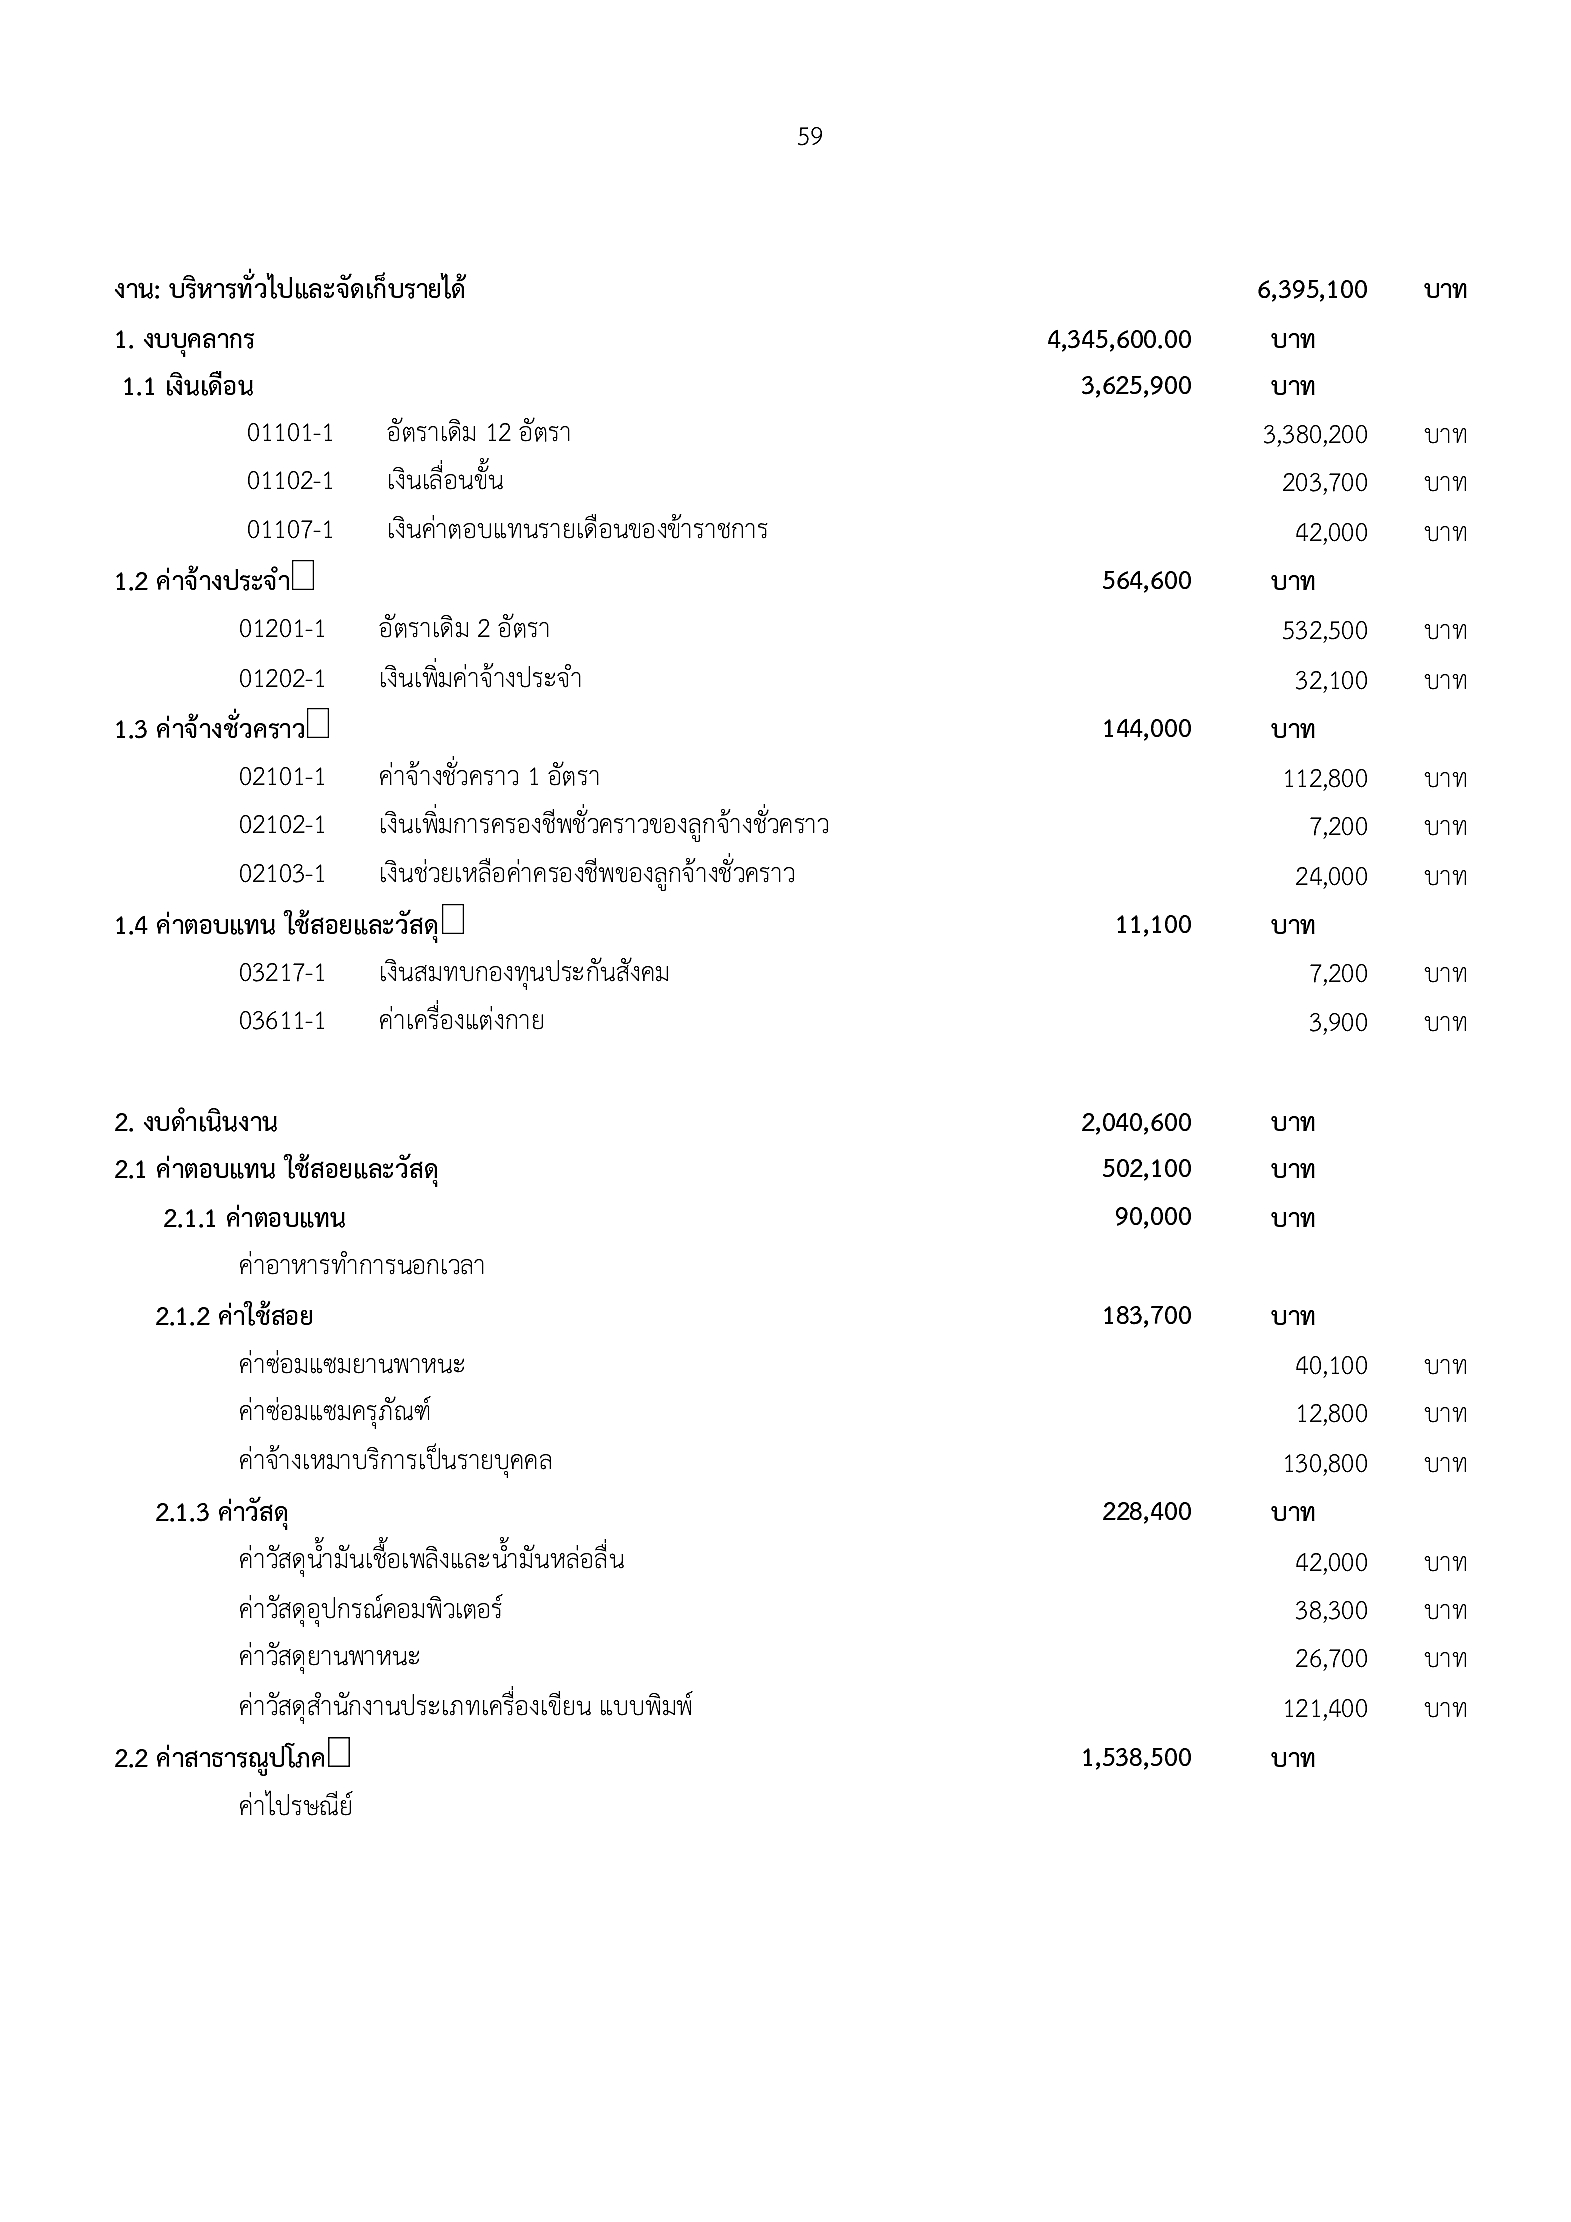 59
งาน: บริหารทั่วไปและจัดเก็บรายได้ 6,395,100 บาท
1. งบบุคลากร 4,345,600.00 บาท
1.1 เงินเดือน 3,625,900 บาท
01101-1 อัตราเดิม 12 อัตรา 3,380,200 บาท
01102-1 เงินเลื่อนขั้น 203,700 บาท
01107-1 เงินค่าตอบแทนรายเดือนของข้าราชการ 42,000 บาท
1.2 ค่าจ้างประจำ 564,600 บาท
01201-1 อัตราเดิม 2 อัตรา 532,500 บาท
01202-1 เงินเพิ่มค่าจ้างประจำ 32,100 บาท
1.3 ค่าจ้างชั่วคราว 144,000 บาท
02101-1 ค่าจ้างชั่วคราว 1 อัตรา 112,800 บาท
02102-1 เงินเพิ่มการครองชีพชั่วคราวของลูกจ้างชั่วคราว 7,200 บาท
02103-1 เงินช่วยเหลือค่าครองชีพของลูกจ้างชั่วคราว 24,000 บาท
1.4 ค่าตอบแทน ใช้สอยและวัสดุ 11,100 บาท
03217-1 เงินสมทบกองทุนประกันสังคม 7,200 บาท
03611-1 ค่าเครื่องแต่งกาย 3,900 บาท
2. งบดำเนินงาน 2,040,600 บาท
2.1 ค่าตอบแทน ใช้สอยและวัสดุ 502,100 บาท
2.1.1 ค่าตอบแทน 90,000 บาท
ค่าอาหารทำการนอกเวลา
2.1.2 ค่าใช้สอย 183,700 บาท
ค่าซ่อมแซมยานพาหนะ 40,100 บาท
ค่าซ่อมแซมครุภัณฑ์ 12,800 บาท
ค่าจ้างเหมาบริการเป็นรายบุคคล 130,800 บาท
2.1.3 ค่าวัสดุ 228,400 บาท
ค่าวัสดุน้ำมันเชื้อเพลิงและน้ำมันหล่อลื่น 42,000 บาท
ค่าวัสดุอุปกรณ์คอมพิวเตอร์ 38,300 บาท
ค่าวัสดุยานพาหนะ 26,700 บาท
ค่าวัสดุสำนักงานประเภทเครื่องเขียน แบบพิมพ์ 121,400 บาท
2.2 ค่าสาธารณูปโภค 1,538,500 บาท
ค่าไปรษณีย์